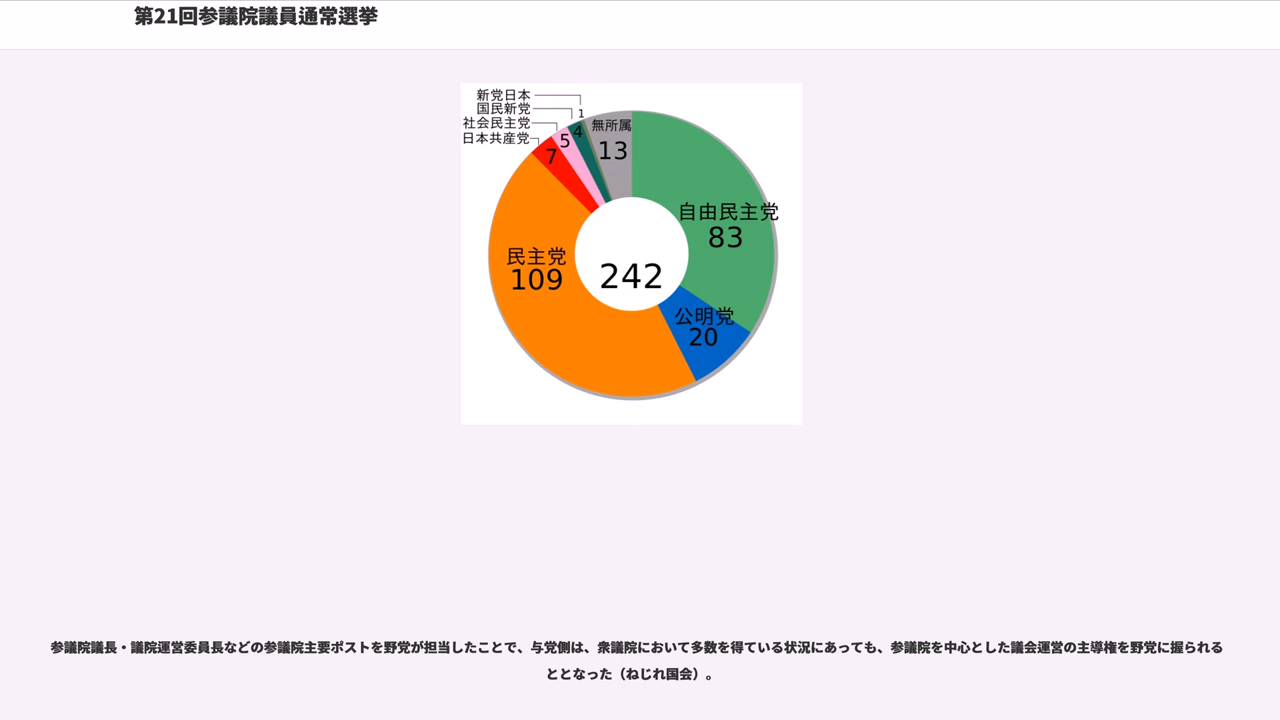 第21回参議院議員通常選挙
新党日本
国民新党
社会民主党
日本共産党
1
4
5
7
無所属
13
自由民主党
83
民主党
109
242
公明党
20
参議院議長・議院運営委員長などの参議院主要ポストを野党が担当したことで、与党側は、衆議院において多数を得ている状況にあっても、参議院を中心とした議会運営の主導権を野党に握られる
ととなった（ねじれ国会）。